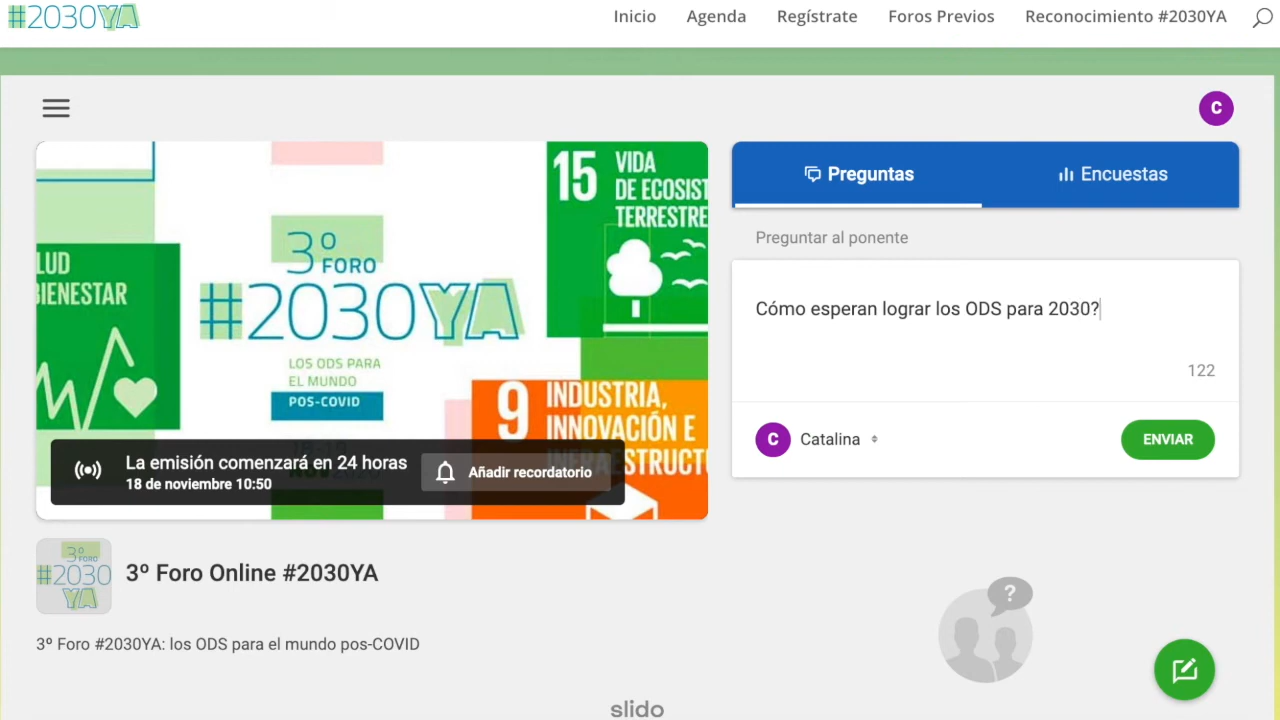 #2030YA
Inicio
Agenda
Regístrate
Foros Previos
Reconocimiento #2030YA
C
Preguntas
Encuestas
Preguntar al ponente
Cómo esperan lograr los ODS para 2030?
122
C
Catalina
ENVIAR
LUD
BIENESTAR
3º
FORO
#2030YA
LOS ODS PARA
EL MUNDO
POS-COVID
15
VIDA
DE ECOSIST
TERRESTRE
9
INDUSTRIA,
INNOVACIÓN E
INFRAESTRUCTU
La emisión comenzará en 24 horas
18 de noviembre 10:50
Añadir recordatorio
3º
FORO
#2030
YA
3º Foro Online #2030YA
3º Foro #2030YA: los ODS para el mundo pos-COVID
?
slido